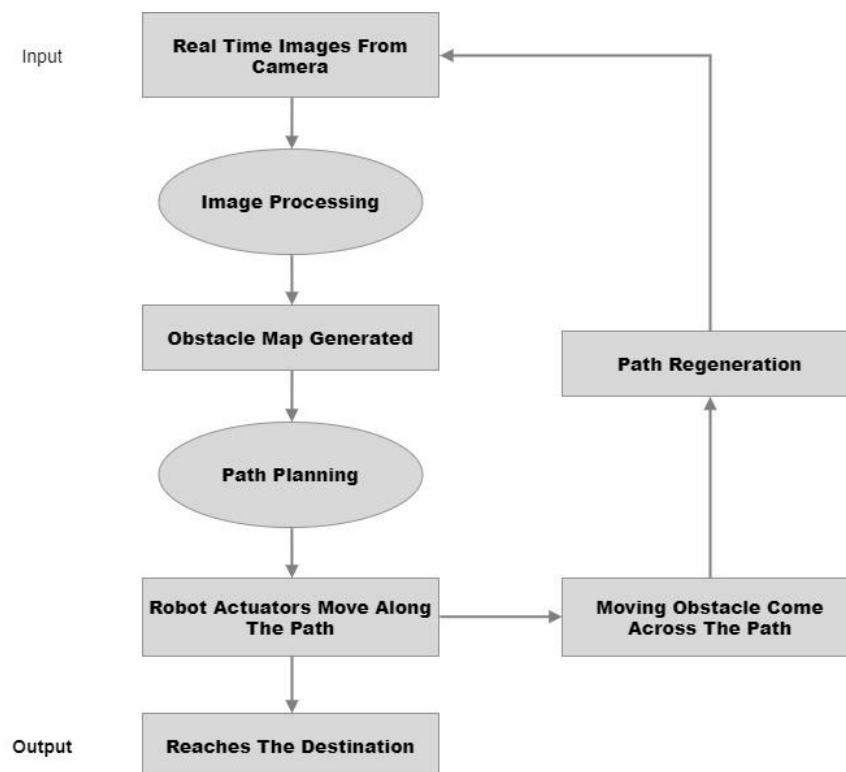 Input
Real Time Images From
Camera
Image Processing
Obstacle Map Generated
Path Regeneration
Path Planning
Robot Actuators Move Along
The Path
Moving Obstacle Come
Across The Path
Output
Reaches The Destination